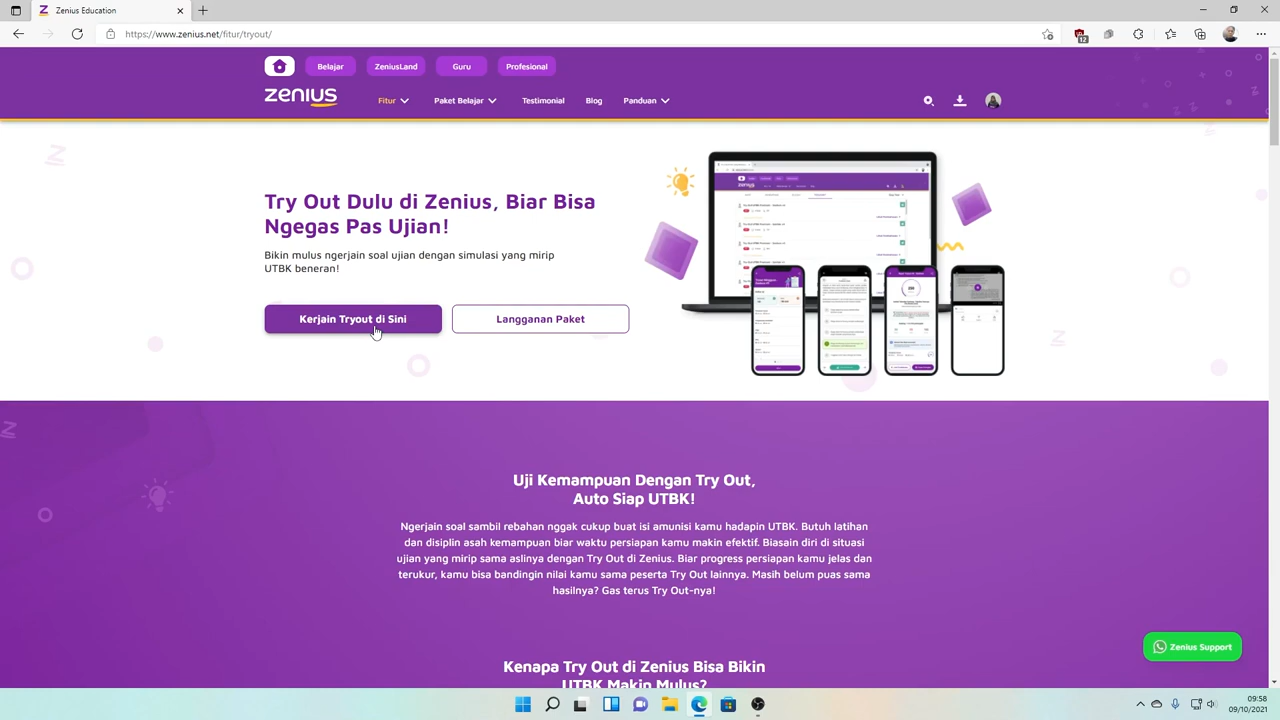 Zenius Education
https://www.zenius.net/fitur/tryout/
12
Belajar
ZeniusLand
Guru
Profesional
zenius
Fitur
Paket Belajar
Testimonial
Blog
Panduan
Try Out Dulu di Zenius, Biar Bisa
Ngegas Pas Ujian!
Bikin mulus ngerjain soal ujian dengan simulasi yang mirip
UTBK beneran!
Kerjain Tryout di Sini
Langganan Paket
Uji Kemampuan Dengan Try Out,
Auto Siap UTBK!
Ngerjain soal sambil rebahan nggak cukup buat isi amunisi kamu hadapin UTBK. Butuh latihan
dan disiplin asah kemampuan biar waktu persiapan kamu makin efektif. Biasain diri di situasi
ujian yang mirip sama aslinya dengan Try Out di Zenius. Biar progress persiapan kamu jelas dan
terukur, kamu bisa bandingin nilai kamu sama peserta Try Out lainnya. Masih belum puas sama
hasilnya? Gas terus Try Out-nya!
Zenius Support
Kenapa Try Out di Zenius Bisa Bikin
UTBK Makin Mulus?
09:58
09/10/2021